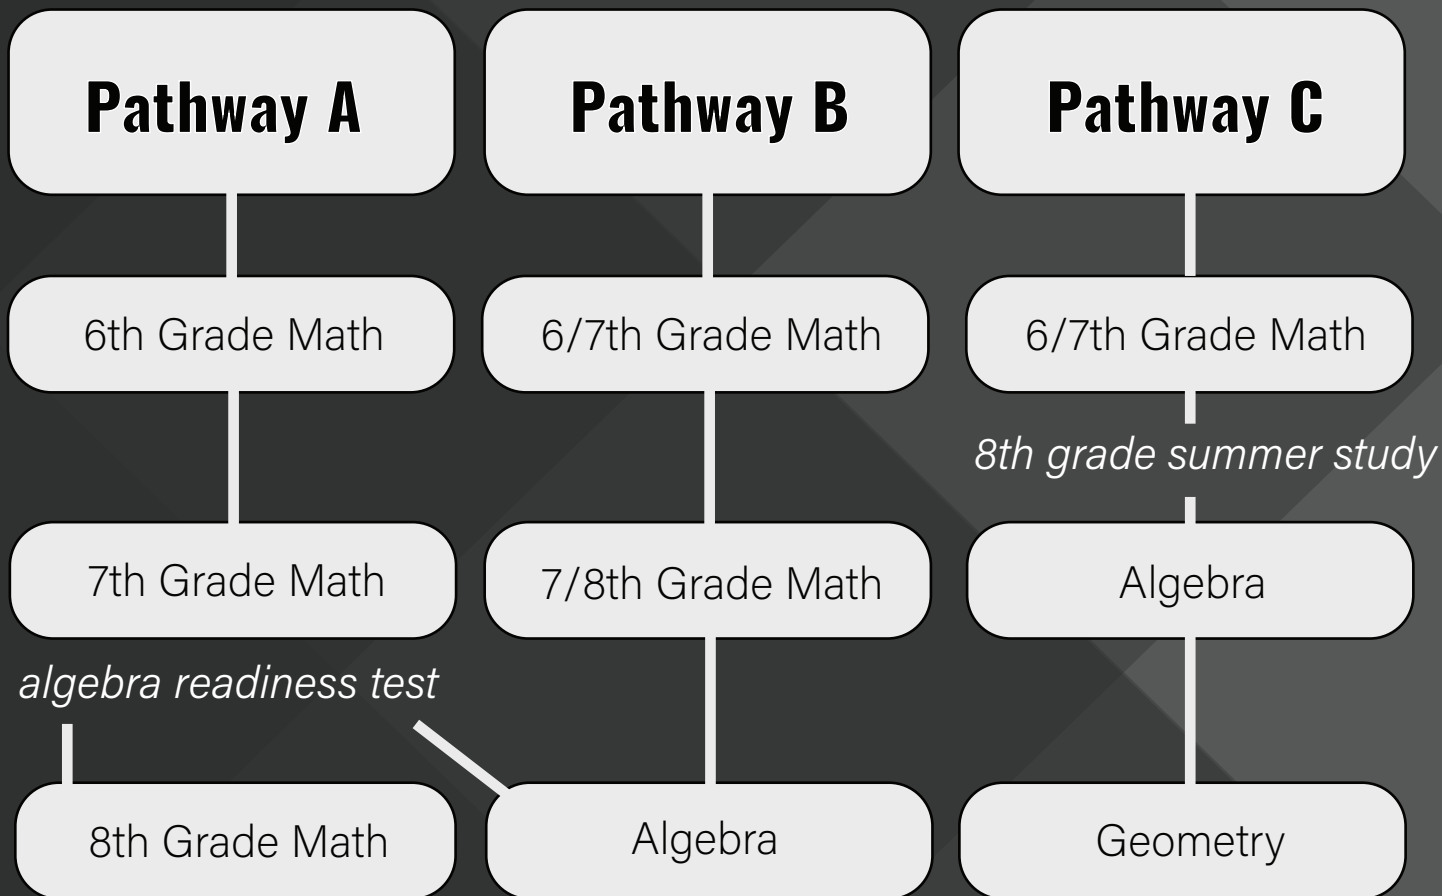 Pathway A
Pathway B
Pathway C
6th Grade Math
6/7th Grade Math
6/7th Grade Math
8th grade summer study
7th Grade Math
7/8th Grade Math
Algebra
algebra readiness test
8th Grade Math
Algebra
Geometry